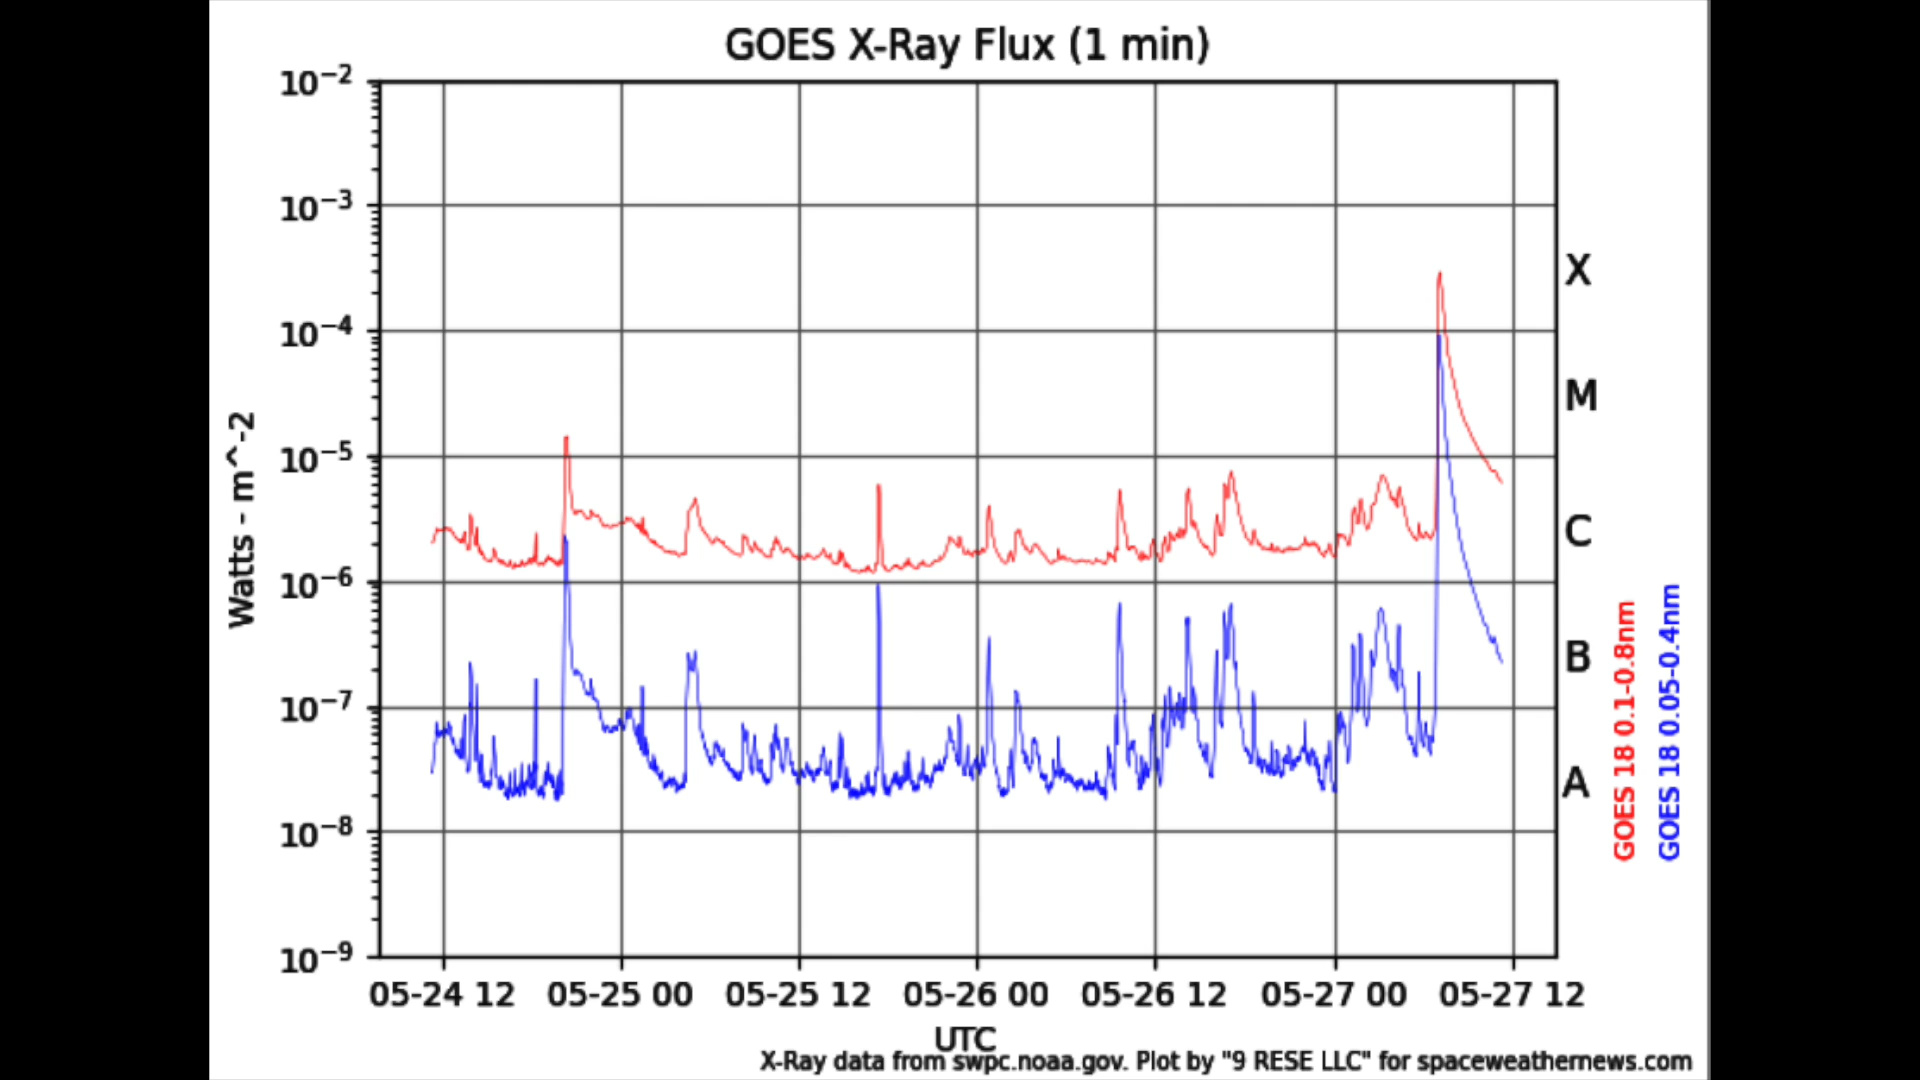 GOES X-Ray Flux (1 min)
10−2
10−3
10−4
10−5
10−6
10−7
10−8
10−9
Watts - m^-2
X
M
C
B
A
GOES 18 0.1-0.8nm
GOES 18 0.05-0.4nm
05-24 12 05-25 00 05-25 12 05-26 00 05-26 12 05-27 00 05-27 12
UTC
X-Ray data from swpc.noaa.gov. Plot by "9 RESE LLC" for spaceweathernews.com